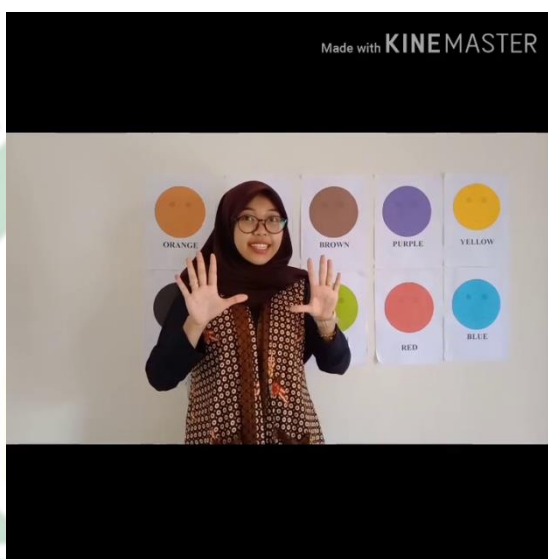 Made with KINEMASTER
ORANGE
BROWN
PURPLE
YELLOW
RED
BLUE